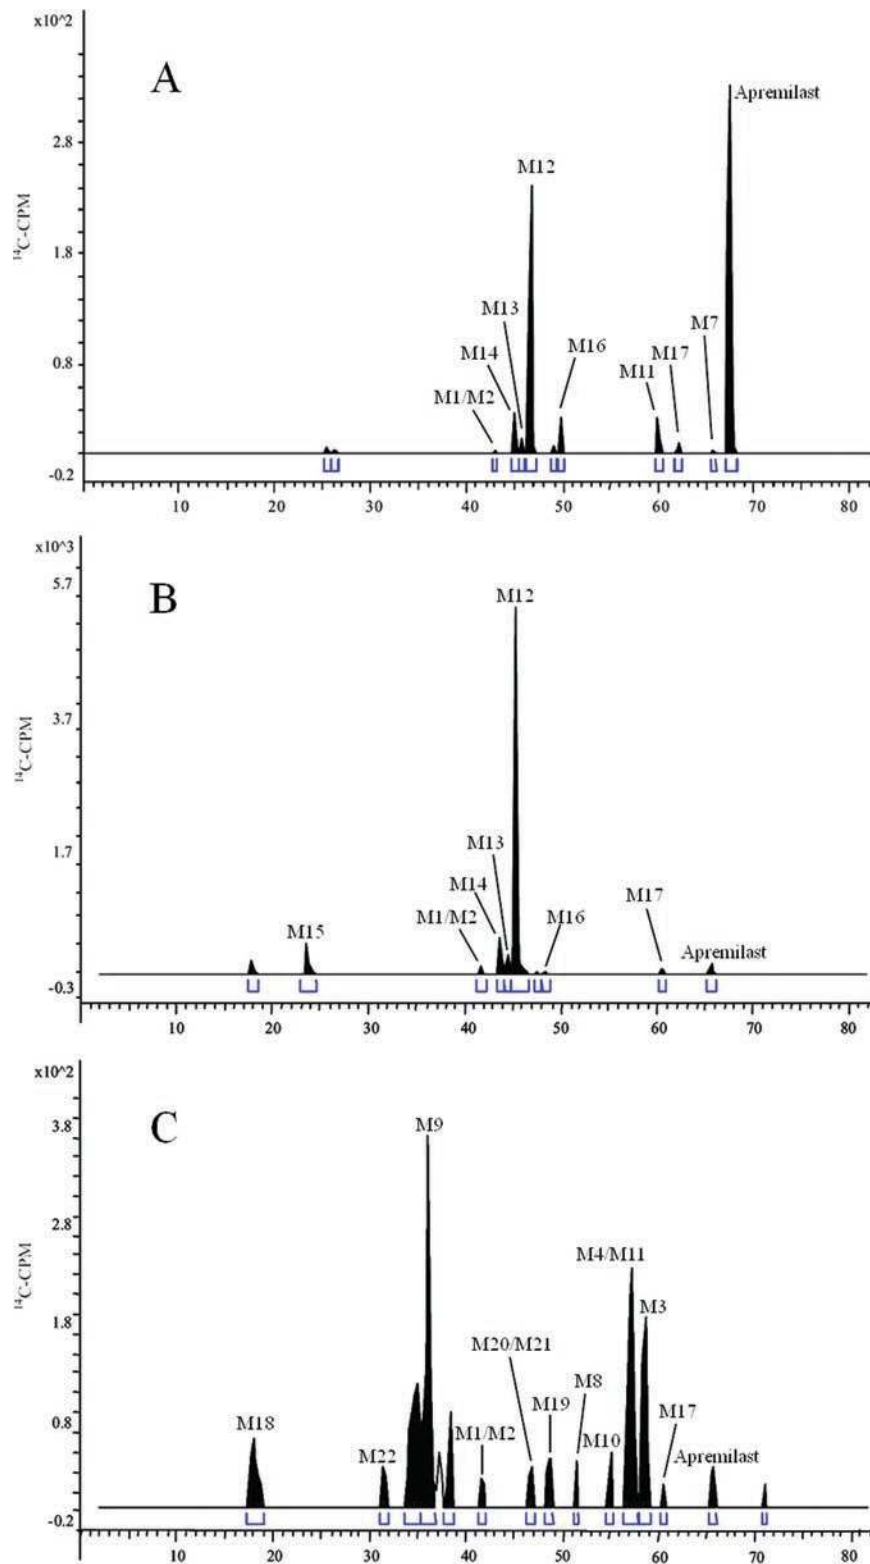 x10^2
A
Apremilast
2.8
M12
¹⁴C-CPM
1.8
M13
M7
M14
M16
M11
M17
0.8
M1/M2
-0.2
10 20 30 40 50 60 70 80
x10^3
5.7
B
M12
3.7
¹⁴C-CPM
1.7
M13
M14
M17
M1/M2
M16
M15
Apremilast
-0.3
10 20 30 40 50 60 70 80
x10^2
3.8
C
M9
2.8
M4/M11
¹⁴C-CPM
1.8
M3
M20/M21
M8
M19
M17
0.8
M18
M1/M2
M10
M22
Apremilast
-0.2
10 20 30 40 50 60 70 80